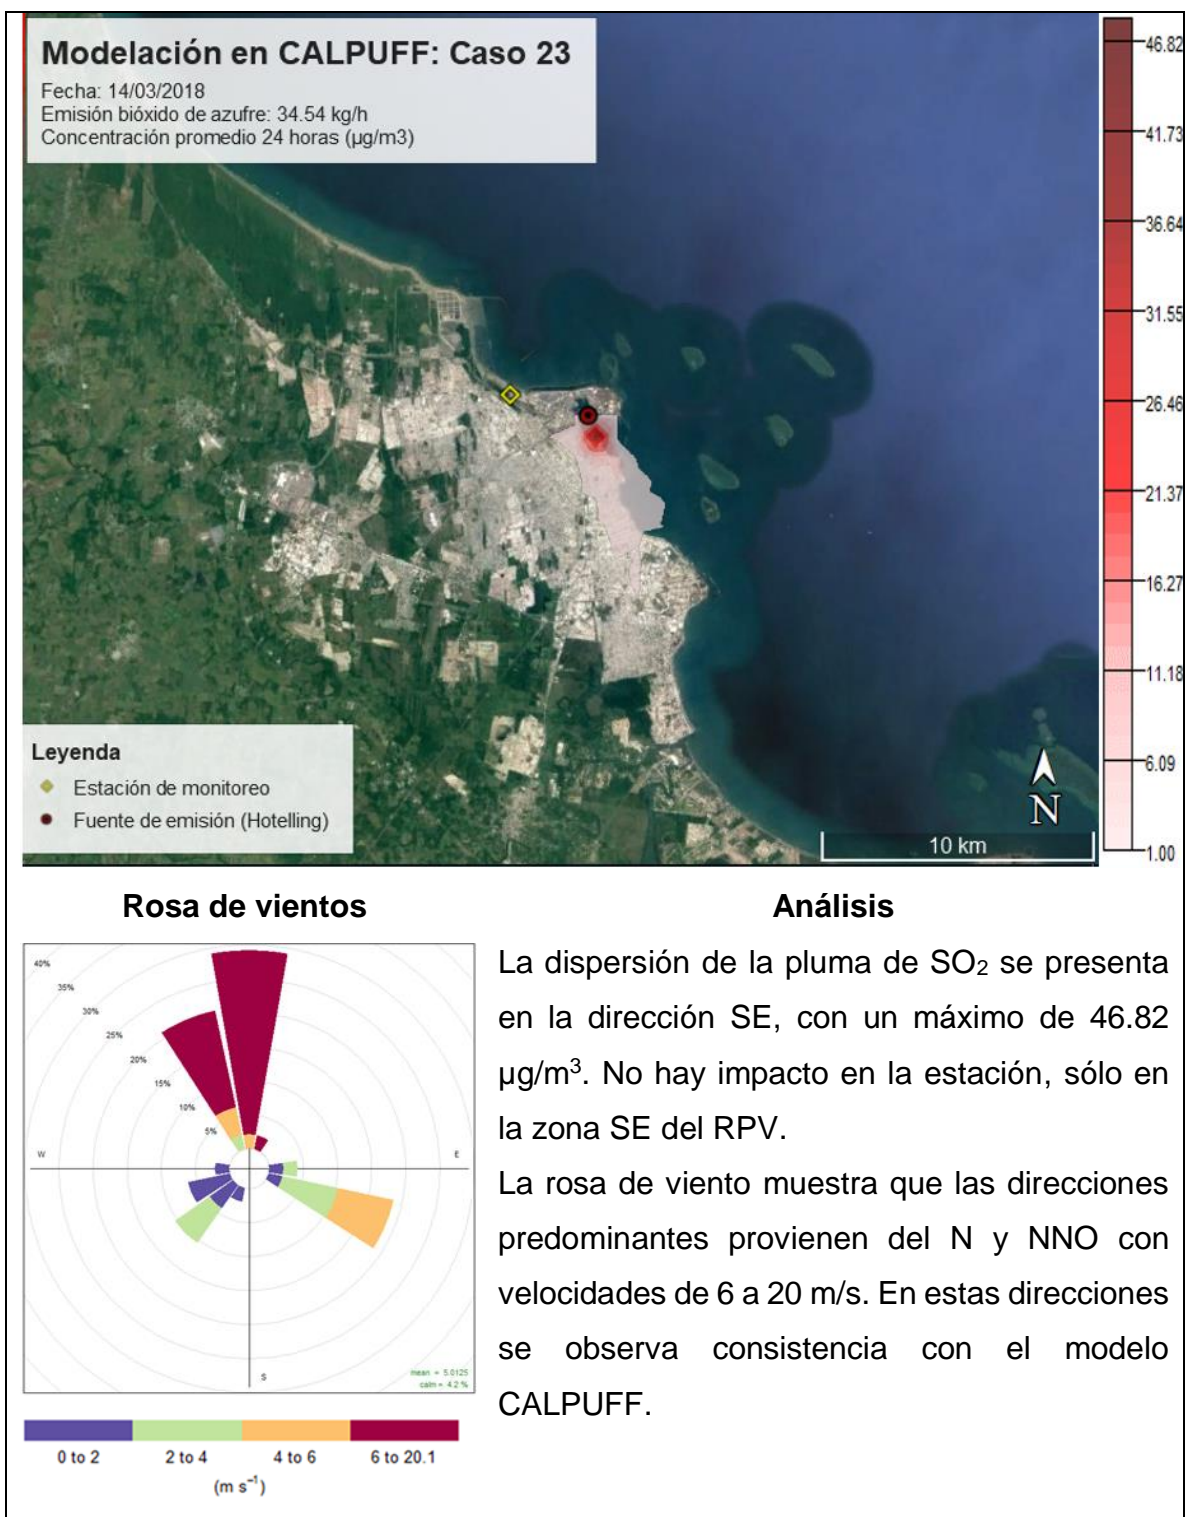 Modelación en CALPUFF: Caso 23
Fecha: 14/03/2018
Emisión bióxido de azufre: 34.54 kg/h
Concentración promedio 24 horas (µg/m3)
46.82
41.73
36.64
31.55
26.46
21.37
16.27
11.18
6.09
1.00
Leyenda
Estación de monitoreo
Fuente de emisión (Hotelling)
N
10 km
Rosa de vientos
40%
35%
30%
25%
20%
15%
10%
5%
W
E
S
mean = 5.0125
calm = 4.2 %
0 to 2
2 to 4
4 to 6
6 to 20.1
(m s⁻¹)
Análisis
La dispersión de la pluma de SO₂ se presenta
en la dirección SE, con un máximo de 46.82
µg/m³. No hay impacto en la estación, sólo en
la zona SE del RPV.
La rosa de viento muestra que las direcciones
predominantes provienen del N y NNO con
velocidades de 6 a 20 m/s. En estas direcciones
se observa consistencia con el modelo
CALPUFF.